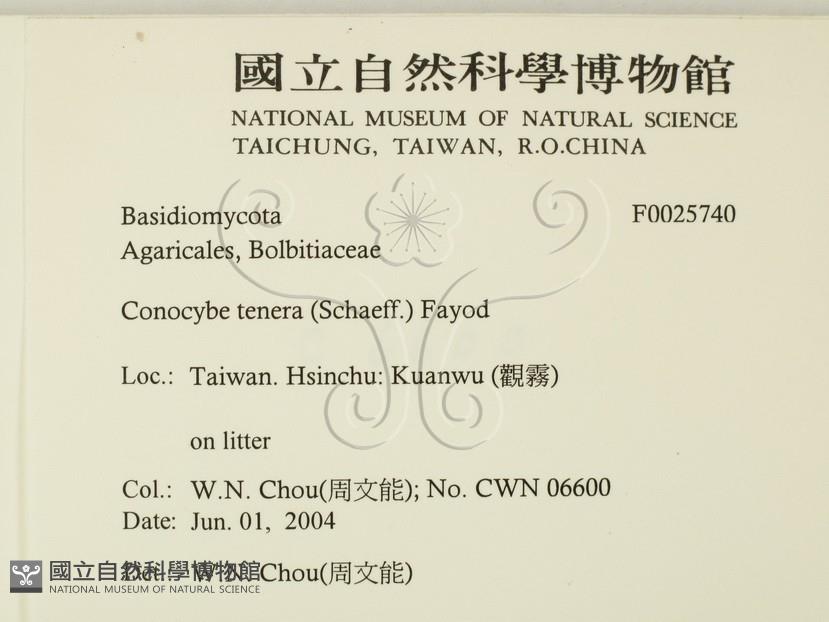 國立自然科學博物館
NATIONAL MUSEUM OF NATURAL SCIENCE
TAICHUNG, TAIWAN, R.O.CHINA
Basidiomycota F0025740
Agaricales, Bolbitiaceae
Conocybe tenera (Schaeff.) Fayod
Loc.: Taiwan. Hsinchu: Kuanwu (觀霧)
on litter
Col.: W.N. Chou(周文能); No. CWN 06600
Date: Jun. 01, 2004
Det.: W.N. Chou(周文能)
國立自然科學博物館
NATIONAL MUSEUM OF NATURAL SCIENCE